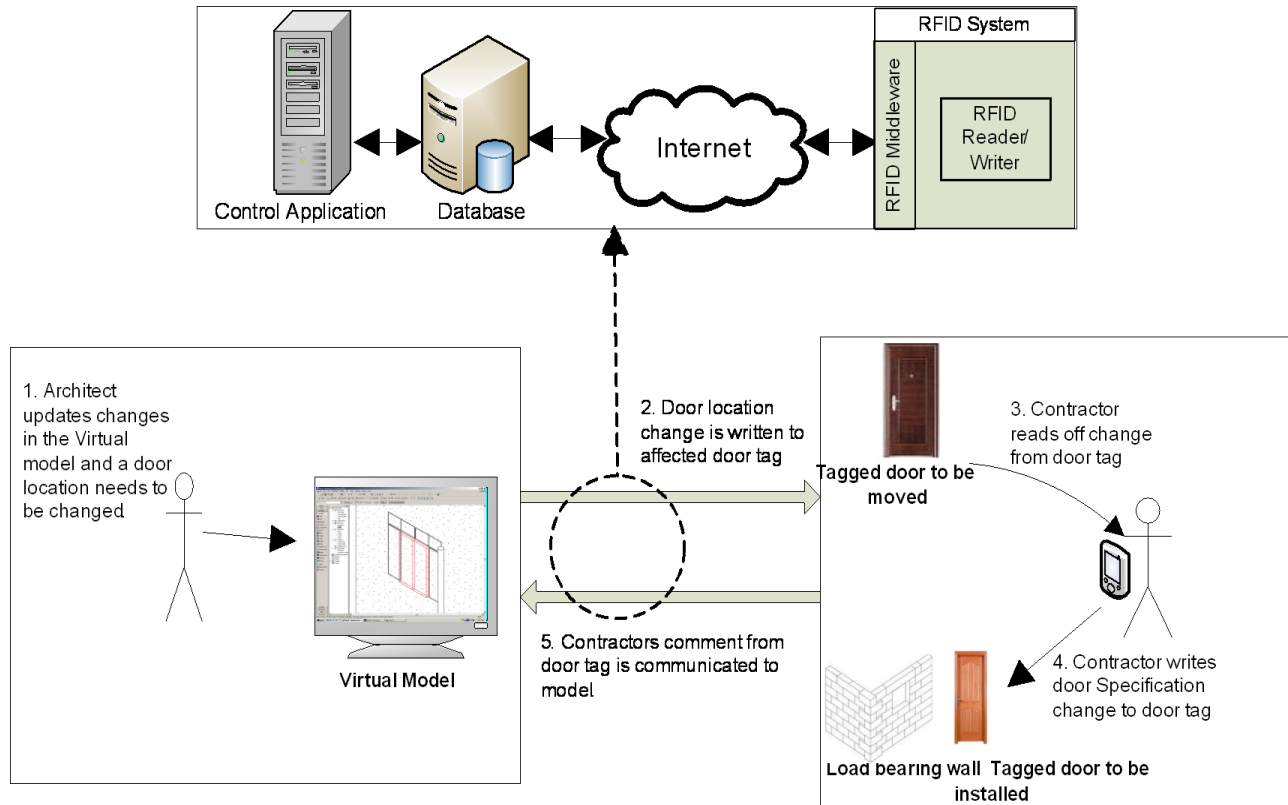 RFID System
RFID Middleware
RFID
Reader/
Writer
Internet
Control Application
Database
1. Architect
updates changes
in the Virtual
model and a door
location needs to
be changed.
Virtual Model
2. Door location
change is written to
affected door tag
5. Contractors comment from
door tag is communicated to
model
Tagged door to be
moved
3. Contractor
reads off change
from door tag
4. Contractor writes
door Specification
change to door tag
Load bearing wall Tagged door to be
installed